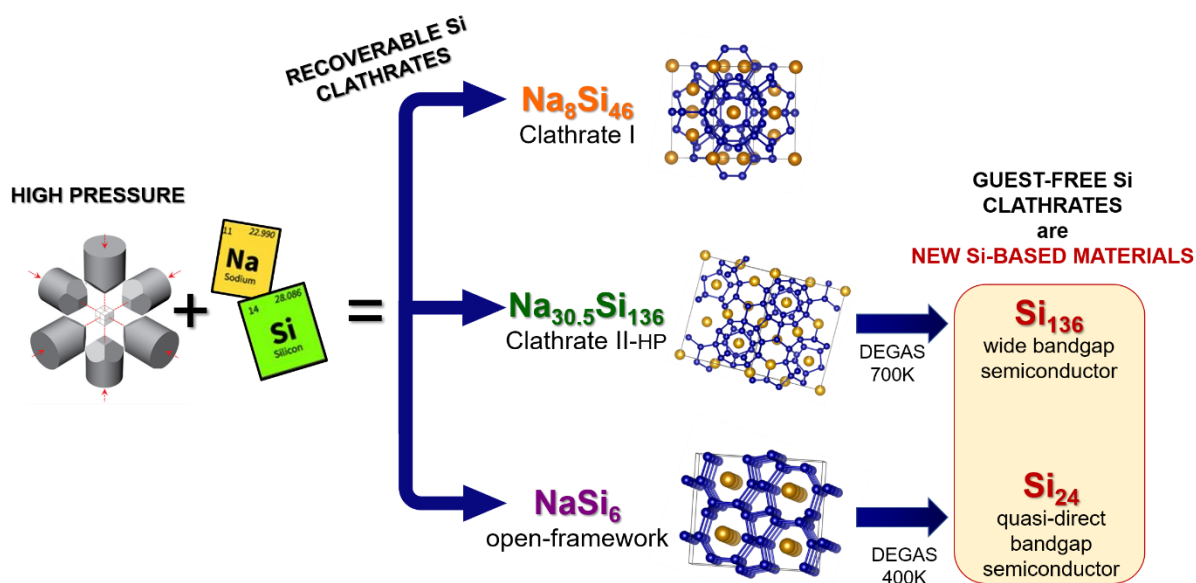 RECOVERABLE Si
CLATHRATES
Na8Si46
Clathrate I
HIGH PRESSURE
11 22.990
Na
Sodium
14 28.086
Si
Silicon
+
=
Na30.5Si136
Clathrate II-HP
NaSi6
open-framework
DEGAS
700K
DEGAS
400K
GUEST-FREE Si
CLATHRATES
are
NEW Si-BASED MATERIALS
Si136
wide bandgap
semiconductor
Si24
quasi-direct
bandgap
semiconductor